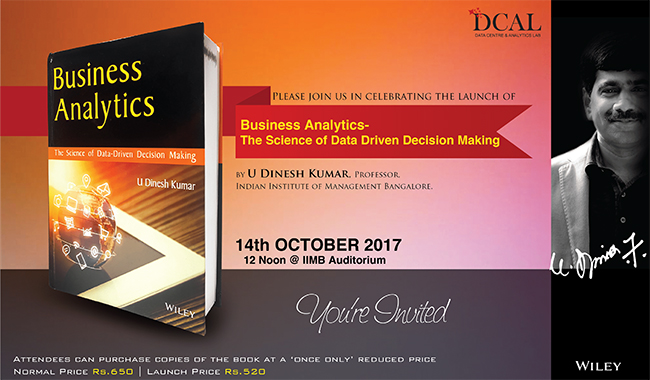 DCAL
DATA CENTRE & ANALYTICS LAB
Business
Analytics
The Science of Data-Driven Decision Making
U Dinesh Kumar
WILEY
PLEASE JOIN US IN CELEBRATING THE LAUNCH OF
Business Analytics-
The Science of Data Driven Decision Making
BY U DINESH KUMAR, PROFESSOR,
INDIAN INSTITUTE OF MANAGEMENT BANGALORE.
14th OCTOBER 2017
12 Noon @ IIMB Auditorium
You're Invited
ATTENDEES CAN PURCHASE COPIES OF THE BOOK AT A 'ONCE ONLY' REDUCED PRICE
NORMAL PRICE RS.650 | LAUNCH PRICE RS.520
WILEY